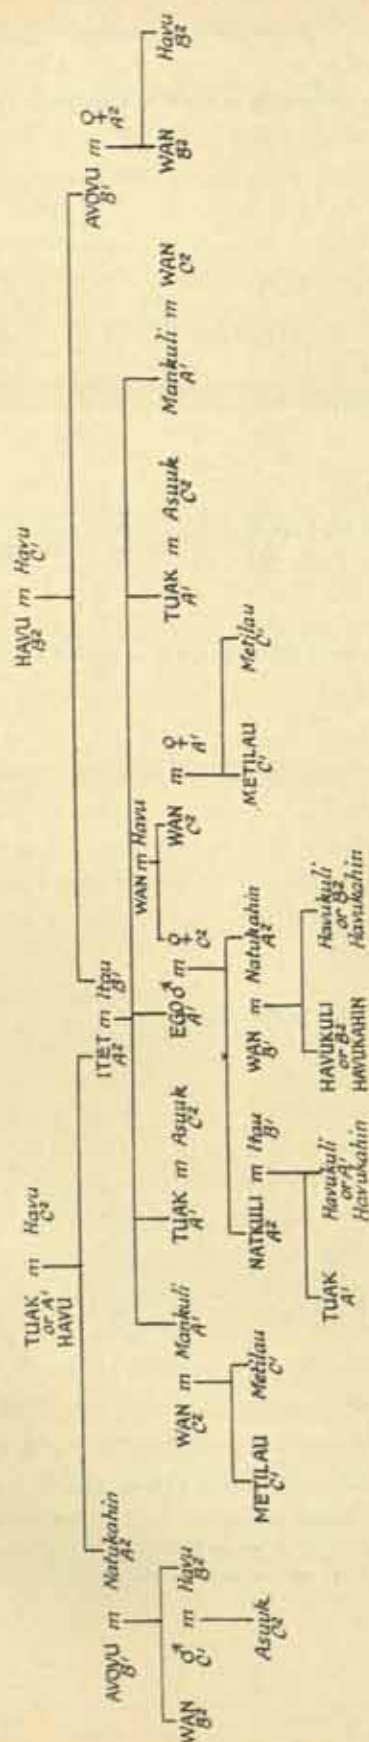 TUAK m Havu HAVU m Havu
or A¹ C² B² C¹
HAVU
AVOVU m Natukahin ITET m Itau AVOVU m ♀
B¹ A² A² B¹ B¹ A²
WAN m Havu
WAN ♂ m Havu WAN m Mankuli TUAK m Asuuk EGO ♂ m ♀ WAN m ♀ TUAK m Asuuk Mankuli m WAN WAN Havu
B² C¹ B² C² A¹ A¹ C² A¹ C² C² A¹ A¹ C² A¹ C² B² B²
Asuuk METILAU Metilau NATKULI m Itau WAN m Natukahin METILAU Metilau
C² C¹ C¹ A² B¹ B¹ A² C¹ C¹
TUAK Havukuli HAVUKULI Havukuli
A¹ or A¹ or B² or B²
Havukahin HAVUKAHIN Havukahin